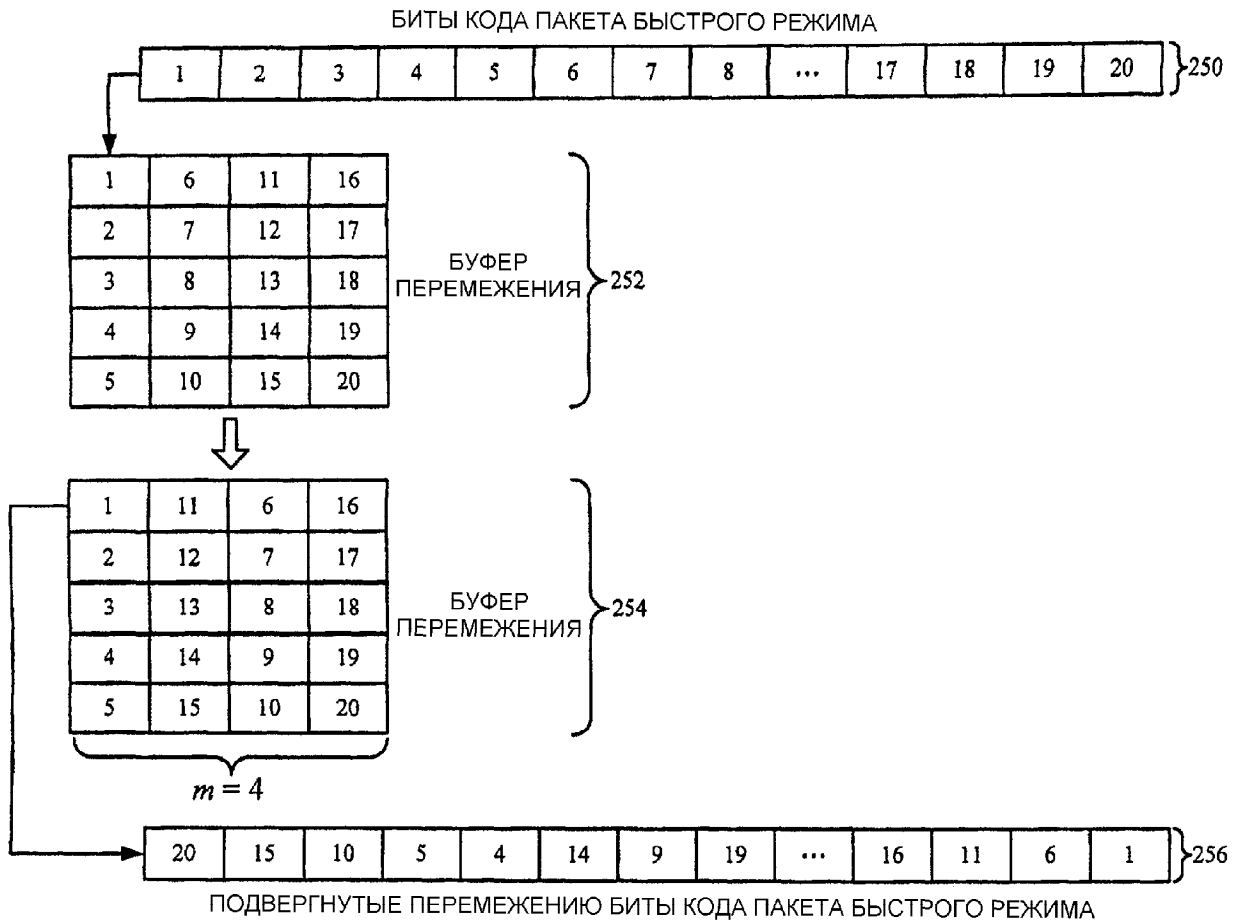 БИТЫ КОДА ПАКЕТА БЫСТРОГО РЕЖИМА
1 2 3 4 5 6 7 8 ... 17 18 19 20 250
1 6 11 16
2 7 12 17
3 8 13 18
4 9 14 19
5 10 15 20
БУФЕР
ПЕРЕМЕЖЕНИЯ
252
1 11 6 16
2 12 7 17
3 13 8 18
4 14 9 19
5 15 10 20
БУФЕР
ПЕРЕМЕЖЕНИЯ
254
m = 4
20 15 10 5 4 14 9 19 ... 16 11 6 1 256
ПОДВЕРГНУТЫЕ ПЕРЕМЕЖЕНИЮ БИТЫ КОДА ПАКЕТА БЫСТРОГО РЕЖИМА